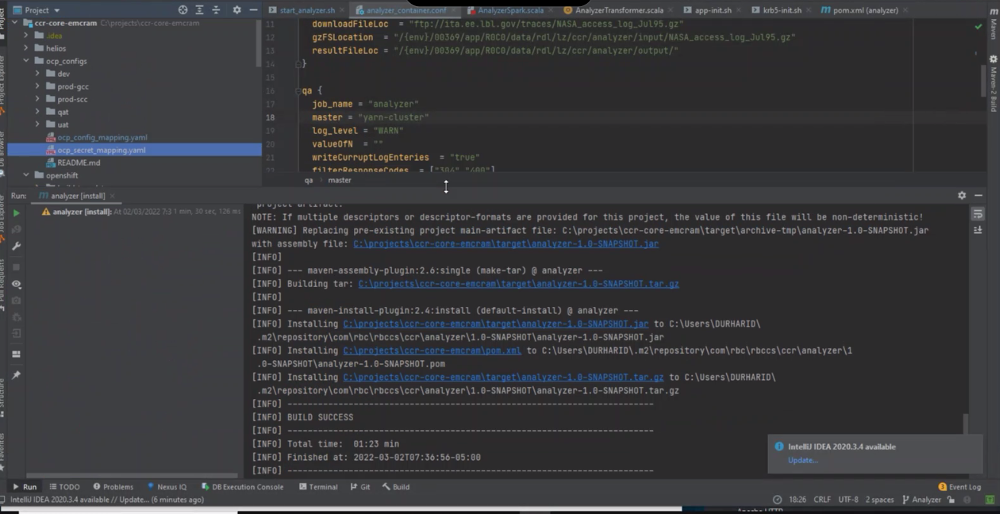 Project
start_analyzer.sh
analyzer_container.conf
AnalyzerSpark.scala
AnalyzerTransformer.scala
app-init.sh
krb5-init.sh
pom.xml (analyzer)
ccr-core-emcram C:\projects\ccr-core-emcram
.idea
helios
ocp_configs
dev
prod-gcc
prod-scc
qat
uat
ocp_config_mapping.yaml
ocp_secret_mapping.yaml
README.md
openshift
11 downloadFileLoc = "ftp://ita.ee.lbl.gov/traces/NASA_access_log_Jul95.gz"
12 gzFSLocation = "/{env}/00369/app/R0C0/data/rdl/lz/ccr/analyzer/input/NASA_access_log_Jul95.gz"
13 resultFileLoc = "/{env}/00369/app/R0C0/data/rdl/lz/ccr/analyzer/output/"
14 }
15
16 qa {
17 job_name = "analyzer"
18 master = "yarn-cluster"
19 log_level = "WARN"
20 valueOfN = ""
21 writeCurruptLogEnteries = "true"
22 filterResponseCodes = ["304" "400"]
qa › master
Maven
Maven-2 Build
Project
DB Browser
Run: analyzer [install]
analyzer [install]: At 02/03/2022 7:3 1 min, 30 sec, 126 ms
project artifact.
NOTE: If multiple descriptors or descriptor-formats are provided for this project, the value of this file will be non-deterministic!
[WARNING] Replacing pre-existing project main-artifact file: C:\projects\ccr-core-emcram\target\archive-tmp\analyzer-1.0-SNAPSHOT.jar
with assembly file: C:\projects\ccr-core-emcram\target\analyzer-1.0-SNAPSHOT.jar
[INFO]
[INFO] --- maven-assembly-plugin:2.6:single (make-tar) @ analyzer ---
[INFO] Building tar: C:\projects\ccr-core-emcram\target\analyzer-1.0-SNAPSHOT.tar.gz
[INFO]
[INFO] --- maven-install-plugin:2.4:install (default-install) @ analyzer ---
[INFO] Installing C:\projects\ccr-core-emcram\target\analyzer-1.0-SNAPSHOT.jar to C:\Users\DURHARID\
.m2\repository\com\rbc\rbccs\ccr\analyzer\1.0-SNAPSHOT\analyzer-1.0-SNAPSHOT.jar
[INFO] Installing C:\projects\ccr-core-emcram\pom.xml to C:\Users\DURHARID\.m2\repository\com\rbc\rbccs\ccr\analyzer\1
.0-SNAPSHOT\analyzer-1.0-SNAPSHOT.pom
[INFO] Installing C:\projects\ccr-core-emcram\target\analyzer-1.0-SNAPSHOT.tar.gz to C:\Users\DURHARID\
.m2\repository\com\rbc\rbccs\ccr\analyzer\1.0-SNAPSHOT\analyzer-1.0-SNAPSHOT.tar.gz
[INFO] ------------------------------------------------------------------------
[INFO] BUILD SUCCESS
[INFO] ------------------------------------------------------------------------
[INFO] Total time: 01:23 min
[INFO] Finished at: 2022-03-02T07:36:56-05:00
[INFO] ------------------------------------------------------------------------
Pull Requests
Structure
Favorites
IntelliJ IDEA 2020.3.4 available
Update...
Run
TODO
Problems
Nexus IQ
DB Execution Console
Terminal
Git
Build
3 Event Log
IntelliJ IDEA 2020.3.4 available // Update... (6 minutes ago)
18:26 CRLF UTF-8 2 spaces Analyzer